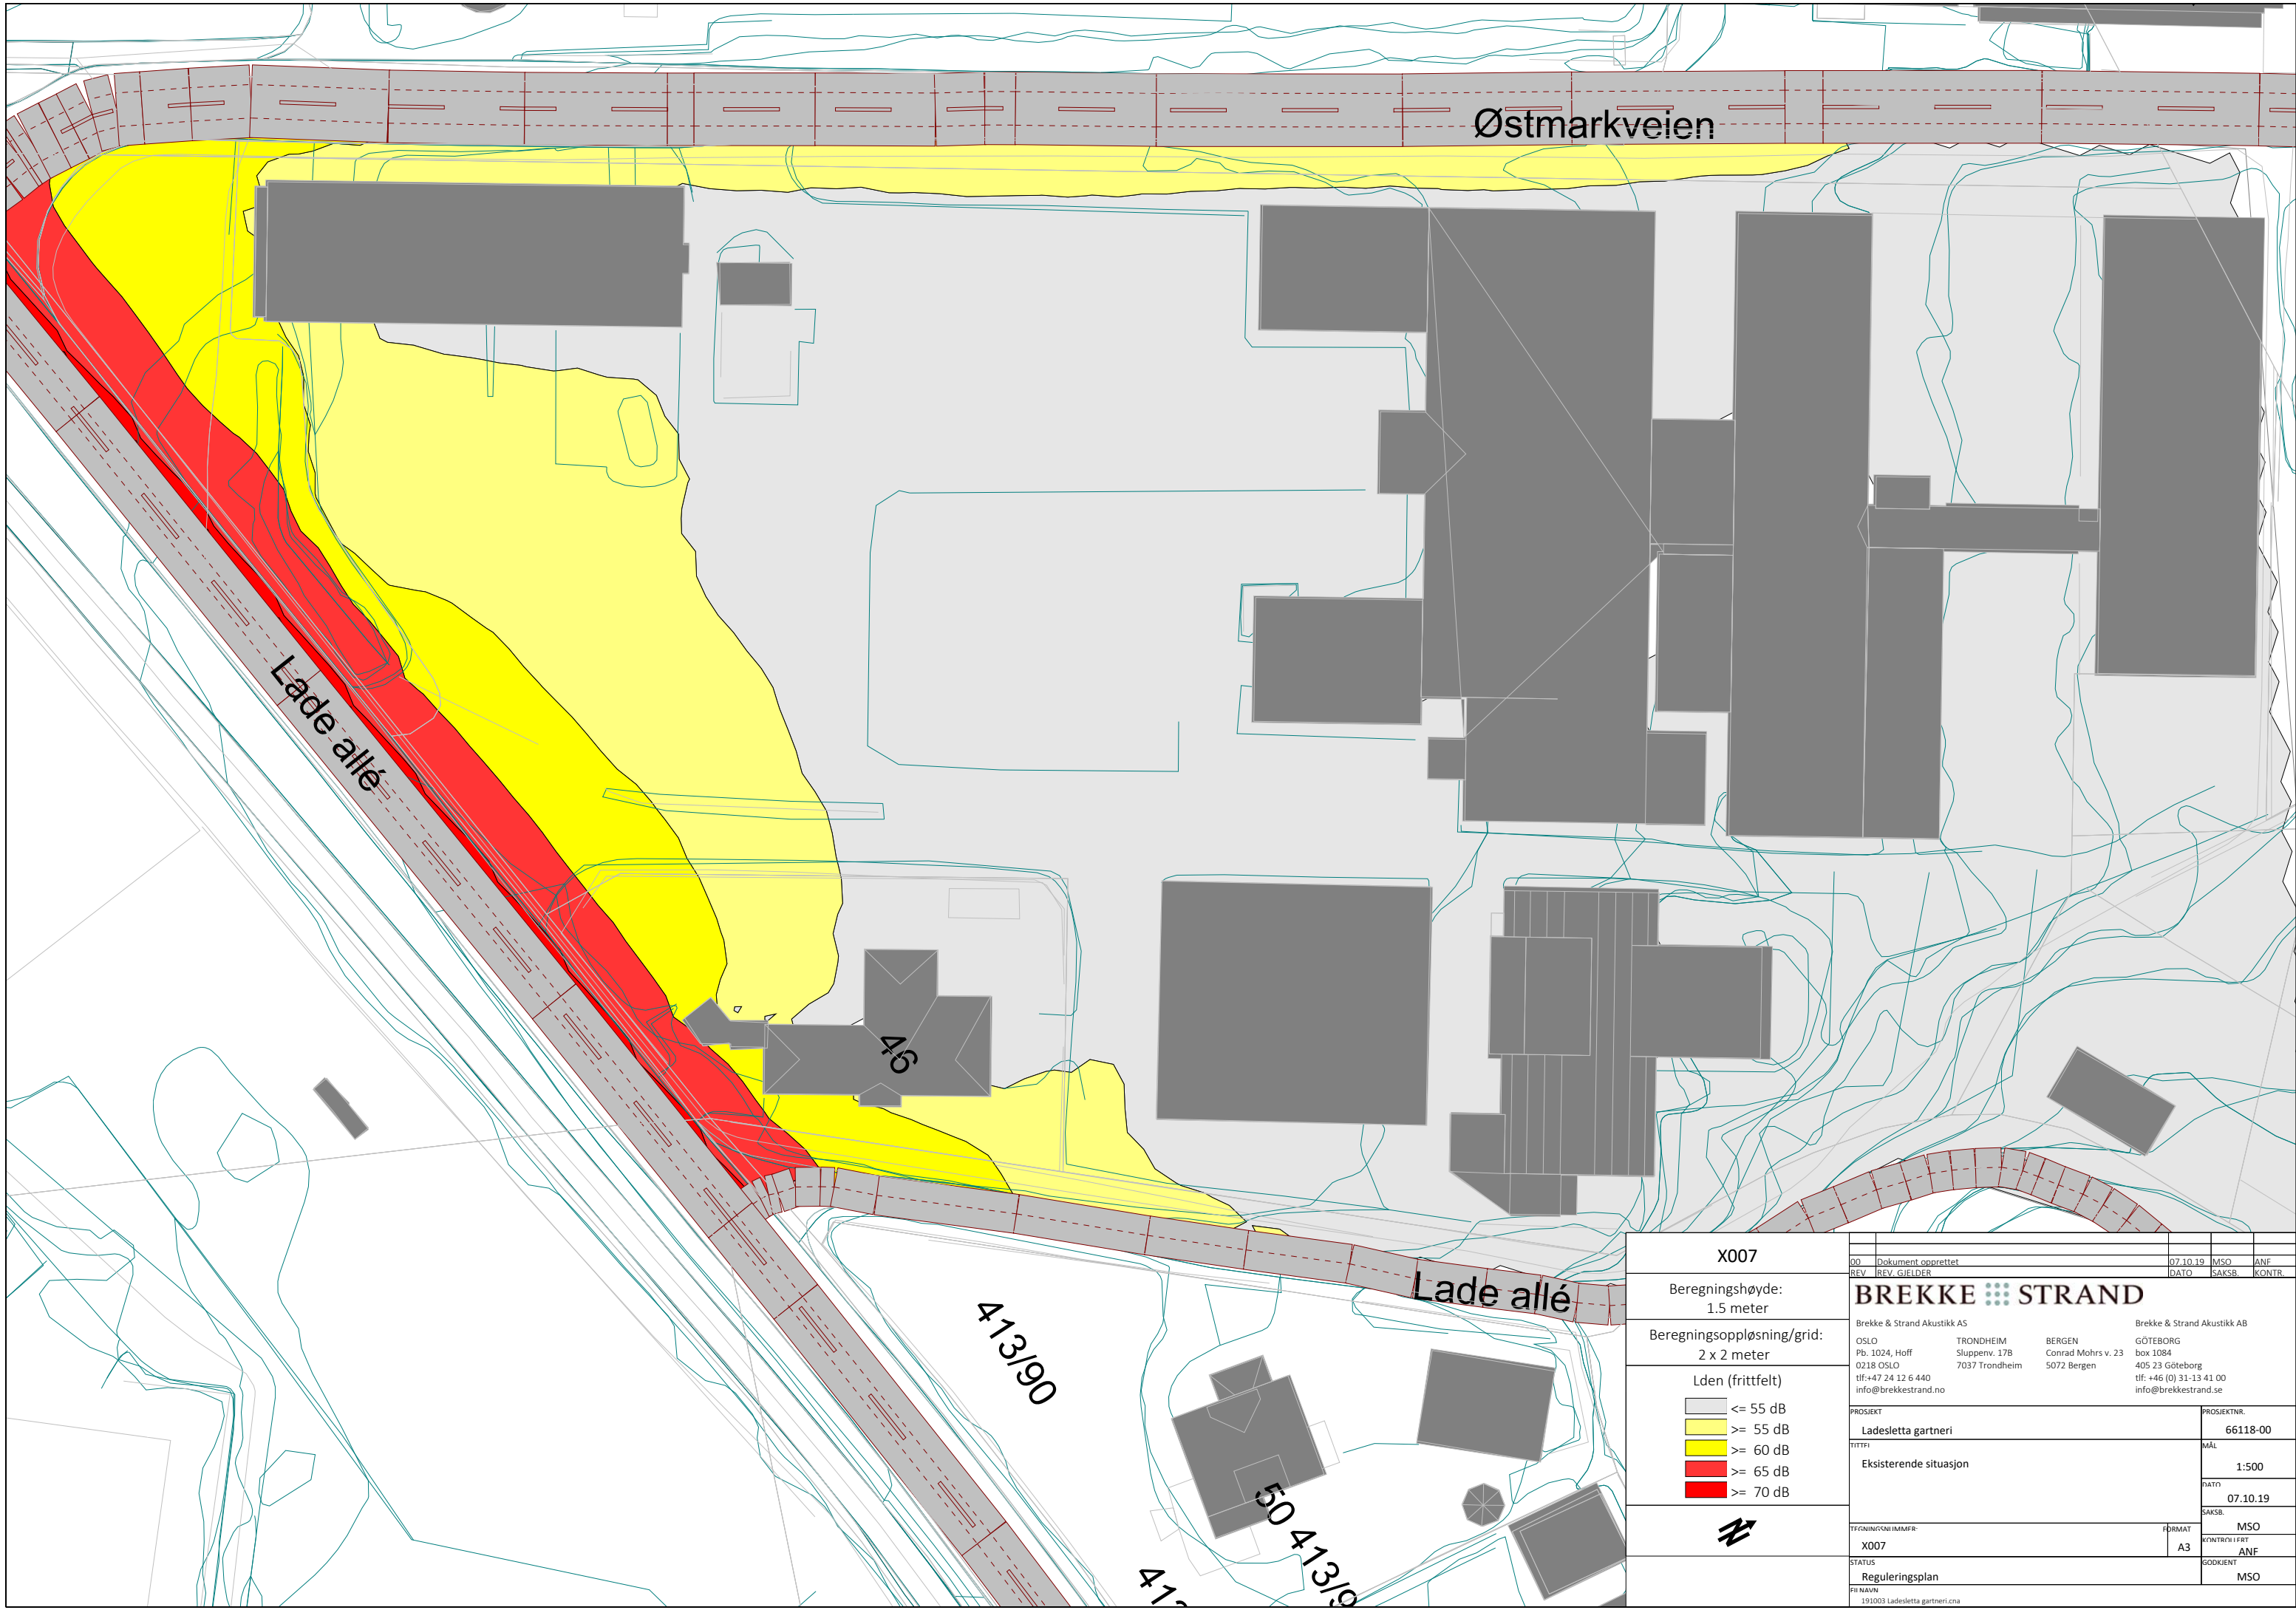 Østmarkveien
Lade allé
46
Lade allé
413/90
50 413/9
413
X007
Beregningshøyde:
1.5 meter
Beregningsoppløsning/grid:
2 x 2 meter
Lden (frittfelt)
<= 55 dB
>= 55 dB
>= 60 dB
>= 65 dB
>= 70 dB
N
00 Dokument opprettet 07.10.19 MSO ANF
REV REV. GJELDER DATO SAKSB. KONTR.
BREKKE STRAND
Brekke & Strand Akustikk AS
Brekke & Strand Akustikk AB
OSLO TRONDHEIM BERGEN GÖTEBORG
Pb. 1024, Hoff Sluppenv. 17B Conrad Mohrs v. 23 box 1084
0218 OSLO 7037 Trondheim 5072 Bergen 405 23 Göteborg
tlf:+47 24 12 6 440 tlf: +46 (0) 31-13 41 00
info@brekkestrand.no info@brekkestrand.se
PROSJEKT
Ladesletta gartneri
PROSJEKTNR.
66118-00
TITTEL
Eksisterende situasjon
MÅL
1:500
DATO
07.10.19
SAKSB.
MSO
TEGNINGSNUMMER:
X007
FORMAT
A3
KONTROLLERT
ANF
STATUS
Reguleringsplan
GODKJENT
MSO
FILNAVN
191003 Ladesletta gartneri.cna